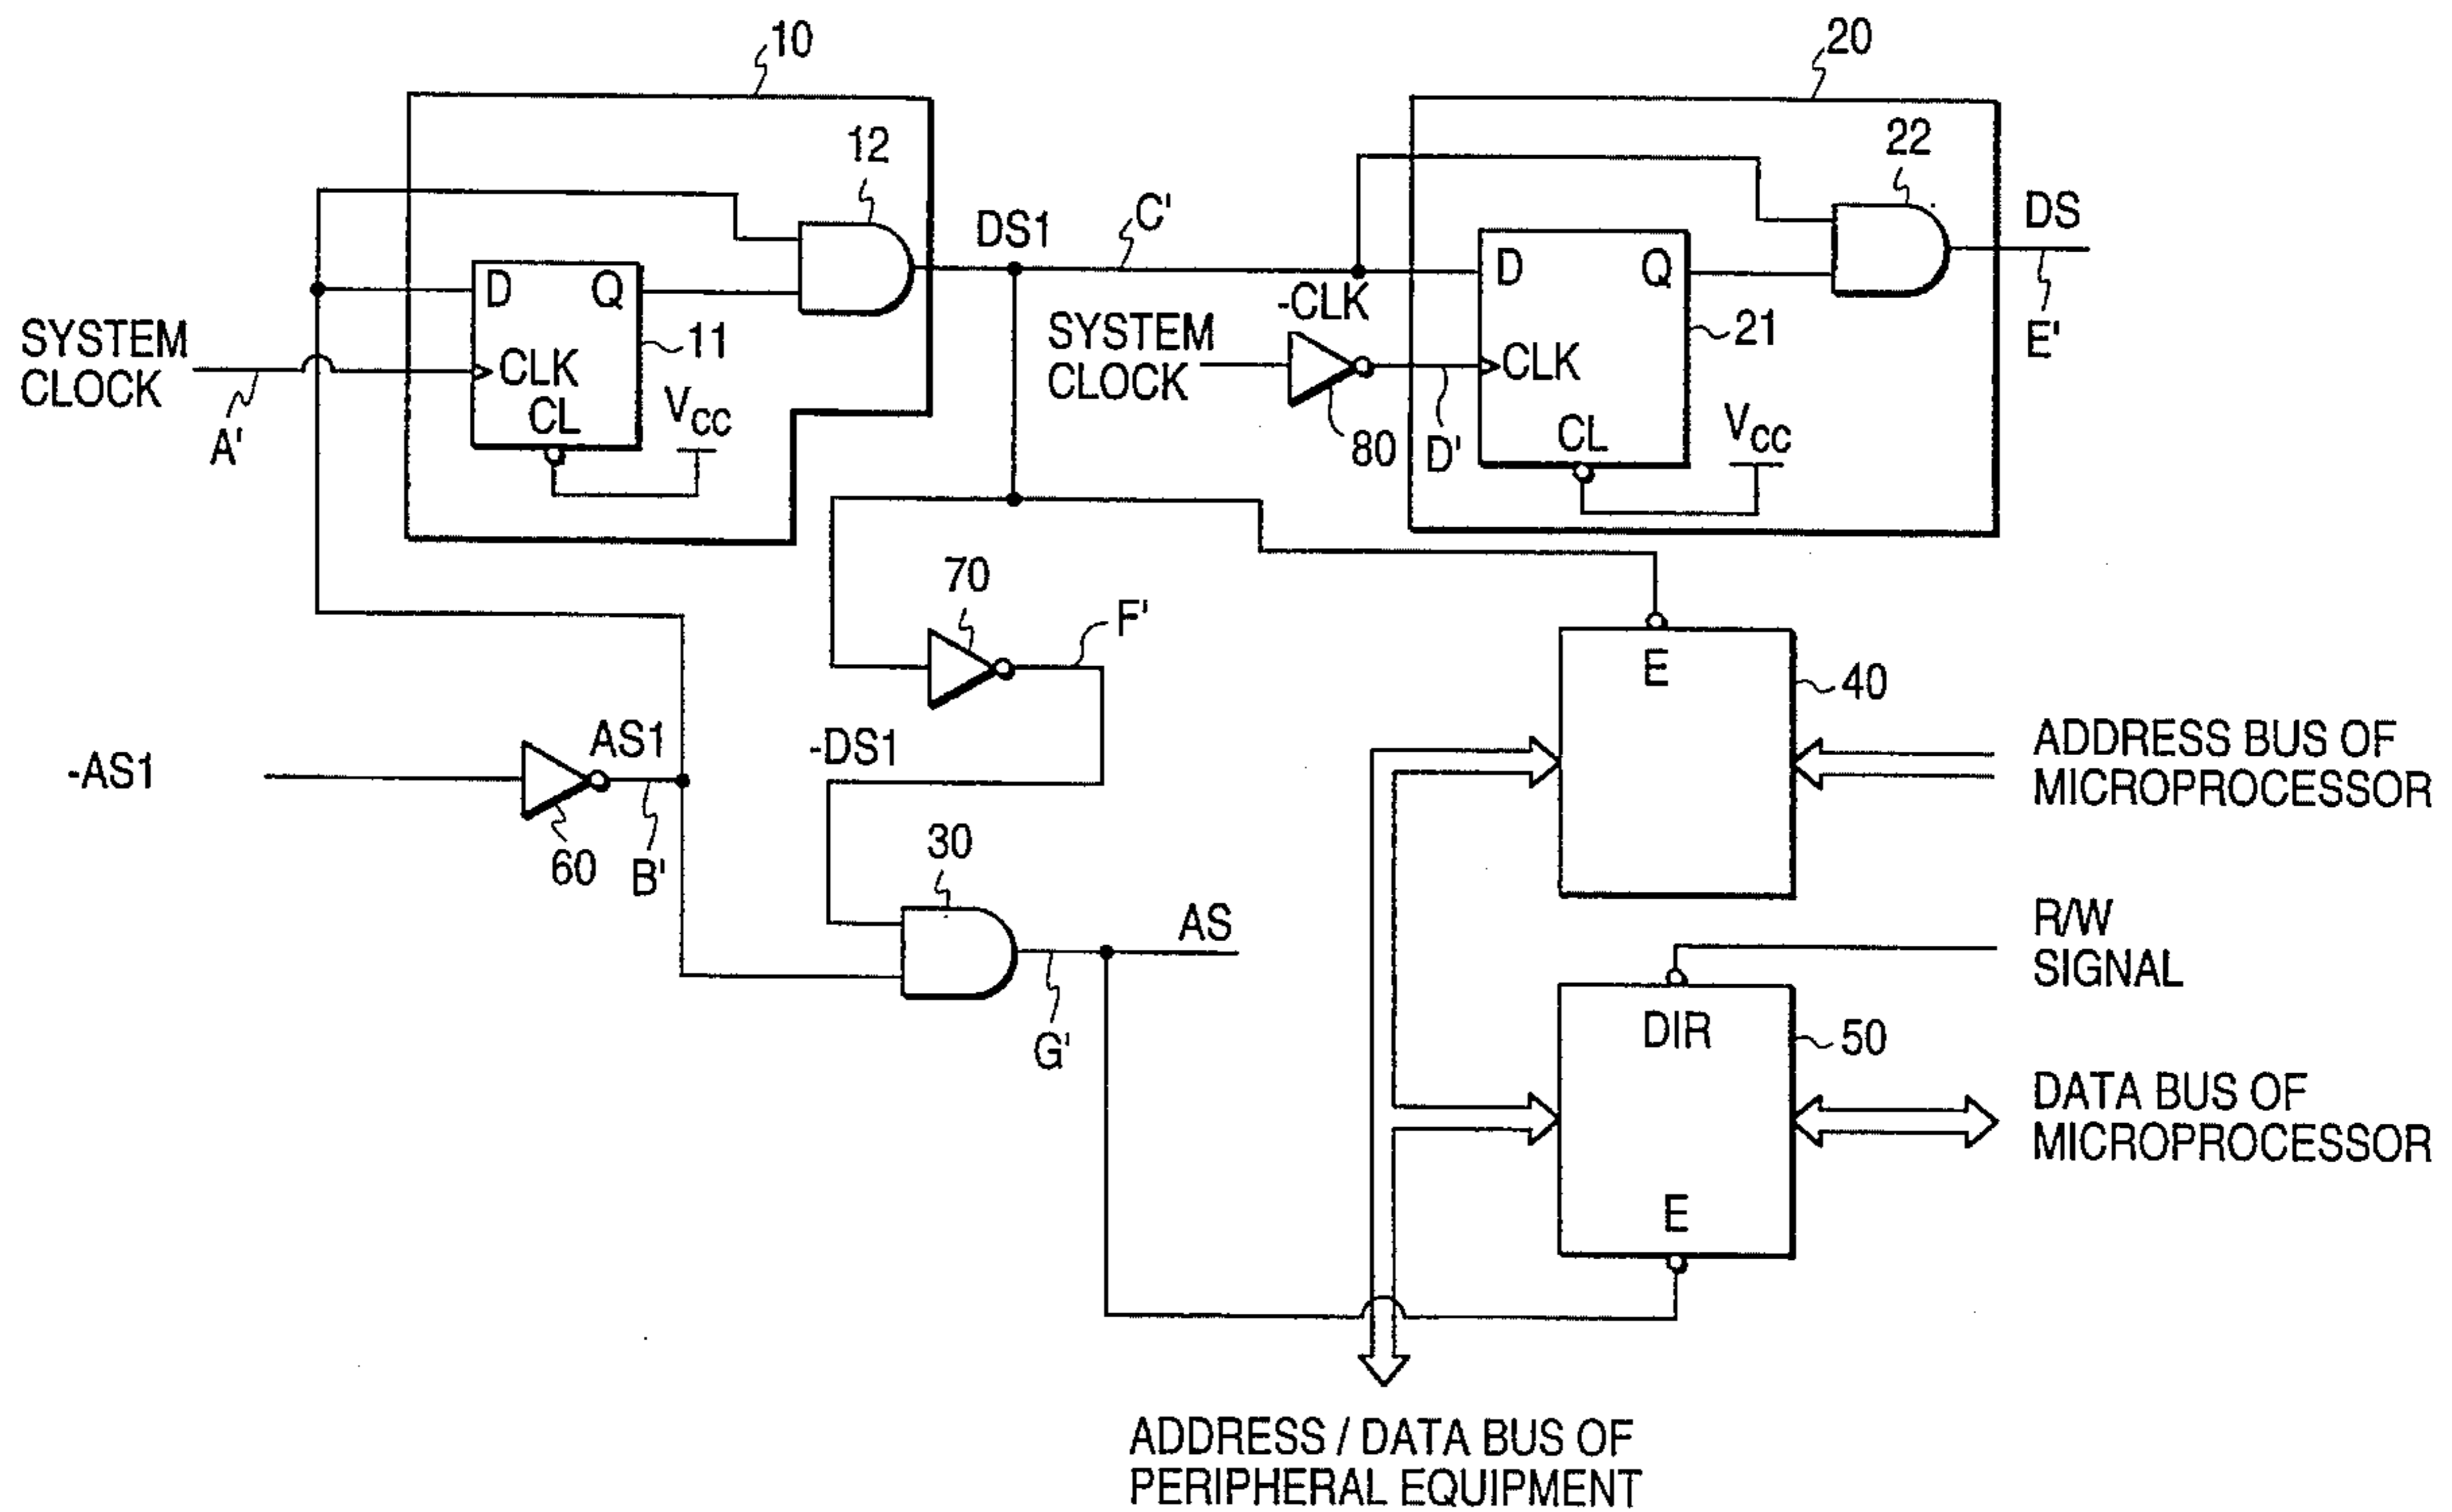 10
20
12
22
DS1
C'
DS
D
Q
11
SYSTEM
CLOCK
CLK
CL
VCC
A'
-CLK
SYSTEM
CLOCK
80
D'
D
Q
21
CLK
CL
VCC
E'
70
F'
-DS1
-AS1
AS1
60
B'
30
AS
G'
E
40
ADDRESS BUS OF
MICROPROCESSOR
R/W
SIGNAL
DIR
50
DATA BUS OF
MICROPROCESSOR
E
ADDRESS / DATA BUS OF
PERIPHERAL EQUIPMENT